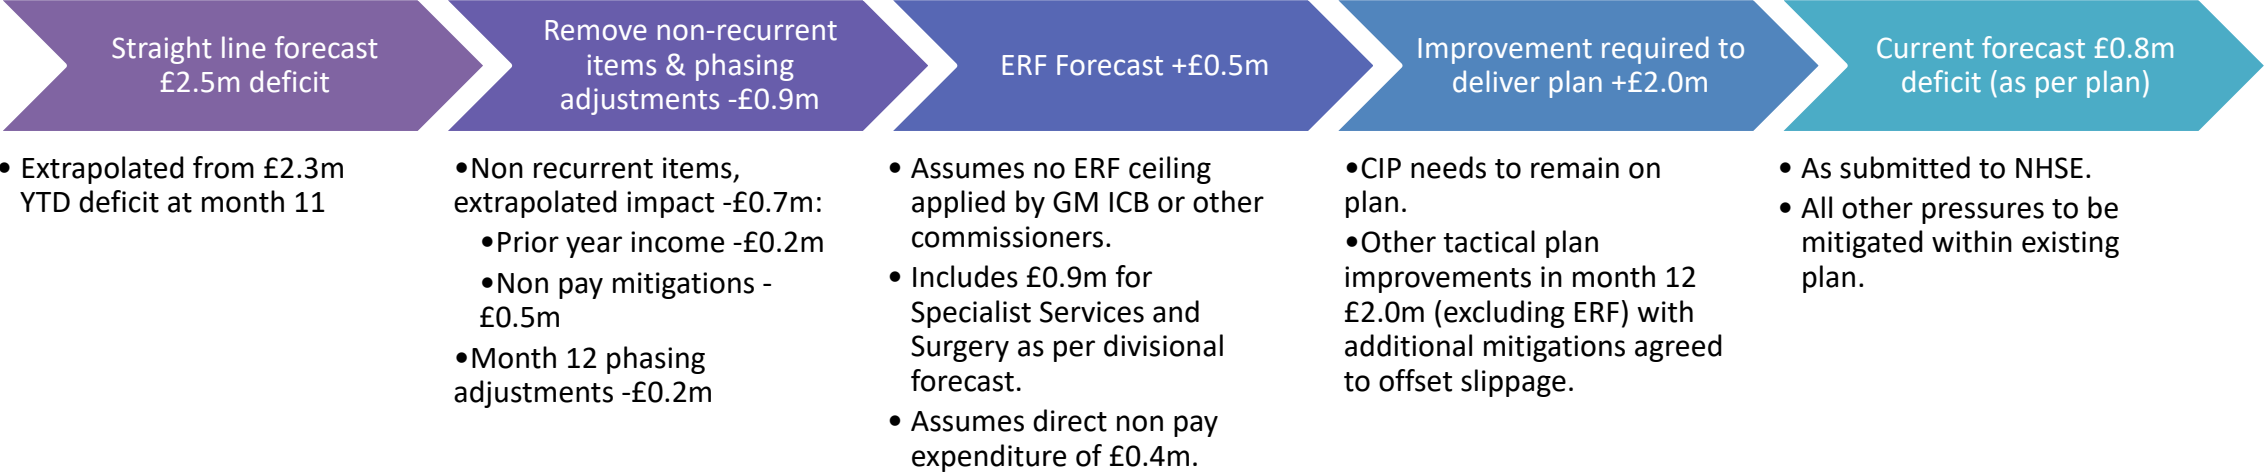 Straight line forecast
£2.5m deficit
• Extrapolated from £2.3m
YTD deficit at month 11
Remove non-recurrent
items & phasing
adjustments -£0.9m
•Non recurrent items,
extrapolated impact -£0.7m:
•Prior year income -£0.2m
•Non pay mitigations -
£0.5m
•Month 12 phasing
adjustments -£0.2m
ERF Forecast +£0.5m
• Assumes no ERF ceiling
applied by GM ICB or other
commissioners.
• Includes £0.9m for
Specialist Services and
Surgery as per divisional
forecast.
• Assumes direct non pay
expenditure of £0.4m.
Improvement required to
deliver plan +£2.0m
•CIP needs to remain on
plan.
•Other tactical plan
improvements in month 12
£2.0m (excluding ERF) with
additional mitigations agreed
to offset slippage.
Current forecast £0.8m
deficit (as per plan)
• As submitted to NHSE.
• All other pressures to be
mitigated within existing
plan.